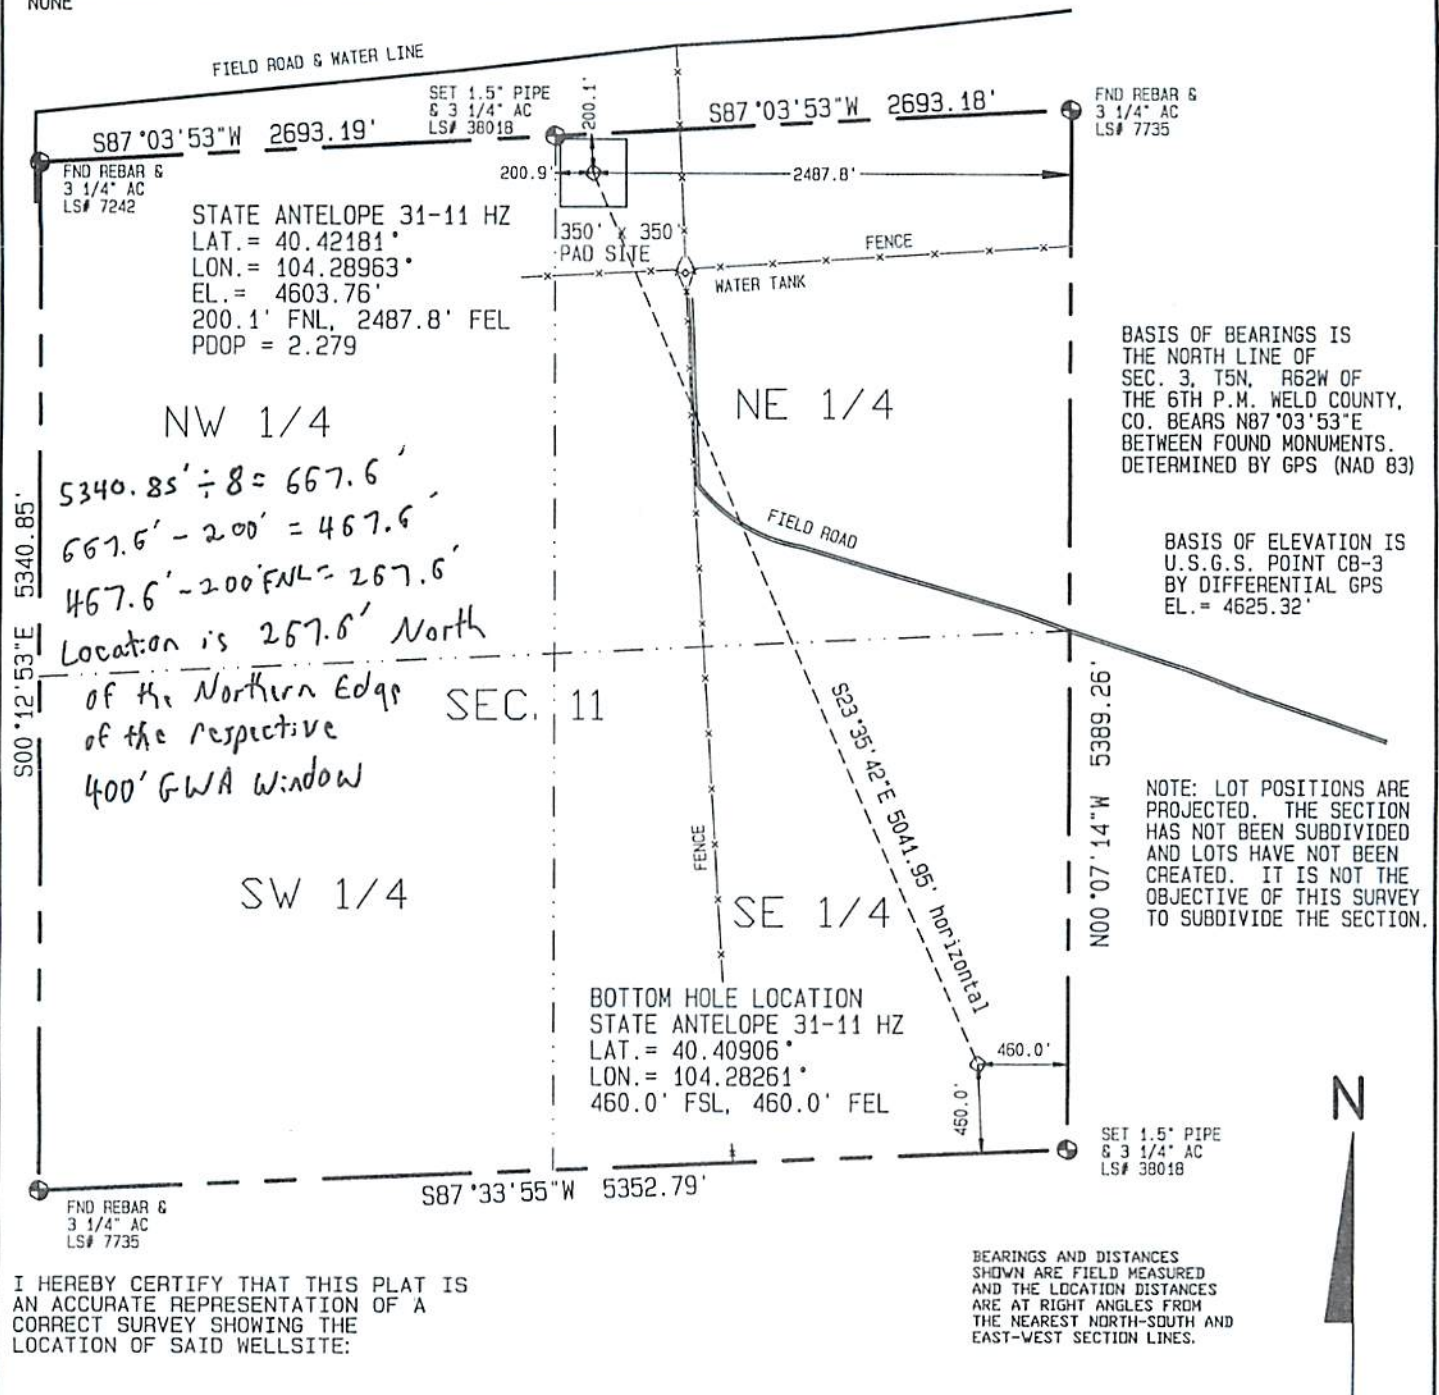 NONE
FIELD ROAD & WATER LINE
SET 1.5" PIPE
& 3 1/4" AC
LS# 38018
200.1'
S87°03'53"W 2693.18'
FND REBAR &
3 1/4" AC
LS# 7735
S87°03'53"W 2693.19'
FND REBAR &
3 1/4" AC
LS# 7242
200.9'
2487.8'
STATE ANTELOPE 31-11 HZ
LAT.= 40.42181°
LON.= 104.28963°
EL.= 4603.76'
200.1' FNL, 2487.8' FEL
PDOP = 2.279
350' X 350'
PAD SITE
FENCE
WATER TANK
BASIS OF BEARINGS IS
THE NORTH LINE OF
SEC. 3, T5N, R62W OF
THE 6TH P.M. WELD COUNTY,
CO. BEARS N87°03'53"E
BETWEEN FOUND MONUMENTS.
DETERMINED BY GPS (NAD 83)
NW 1/4
NE 1/4
5340.85' ÷ 8 = 667.6'
667.6' - 200' = 467.6'
467.6' - 200' FNL = 267.6'
Location is 267.6' North
of the Northern Edge
of the respective
400' GWA Window
FIELD ROAD
BASIS OF ELEVATION IS
U.S.G.S. POINT CB-3
BY DIFFERENTIAL GPS
EL.= 4625.32'
S00°12'53"E 5340.85'
SEC. 11
S23°35'42"E 5041.95' horizontal
N00°07'14"W 5389.26'
NOTE: LOT POSITIONS ARE
PROJECTED. THE SECTION
HAS NOT BEEN SUBDIVIDED
AND LOTS HAVE NOT BEEN
CREATED. IT IS NOT THE
OBJECTIVE OF THIS SURVEY
TO SUBDIVIDE THE SECTION.
FENCE
SW 1/4
SE 1/4
BOTTOM HOLE LOCATION
STATE ANTELOPE 31-11 HZ
LAT.= 40.40906°
LON.= 104.28261°
460.0' FSL, 460.0' FEL
460.0'
460.0'
N
SET 1.5" PIPE
& 3 1/4" AC
LS# 38018
S87°33'55"W 5352.79'
FND REBAR &
3 1/4" AC
LS# 7735
I HEREBY CERTIFY THAT THIS PLAT IS
AN ACCURATE REPRESENTATION OF A
CORRECT SURVEY SHOWING THE
LOCATION OF SAID WELLSITE:
BEARINGS AND DISTANCES
SHOWN ARE FIELD MEASURED
AND THE LOCATION DISTANCES
ARE AT RIGHT ANGLES FROM
THE NEAREST NORTH-SOUTH AND
EAST-WEST SECTION LINES.